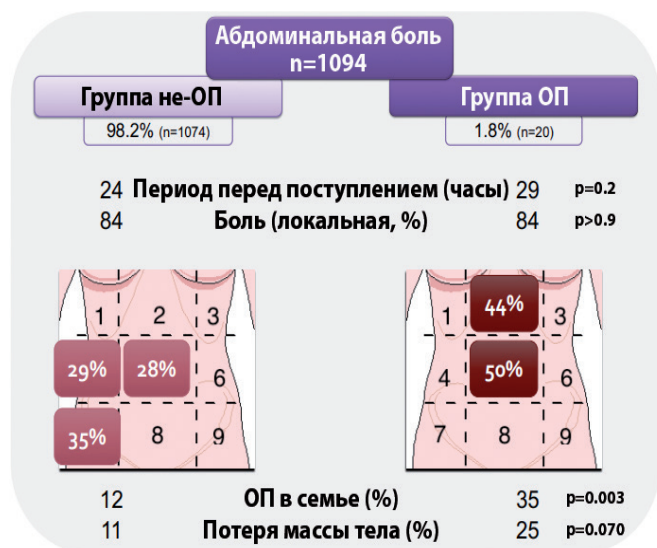 Абдоминальная боль
n=1094
Группа не-ОП
Группа ОП
98.2% (n=1074)
1.8% (n=20)
24 Период перед поступлением (часы) 29 p=0.2
84 Боль (локальная, %) 84 p>0.9
1 2 3
29% 28% 6
35% 8 9
1 44% 3
4 50% 6
7 8 9
12 ОП в семье (%) 35 p=0.003
11 Потеря массы тела (%) 25 p=0.070